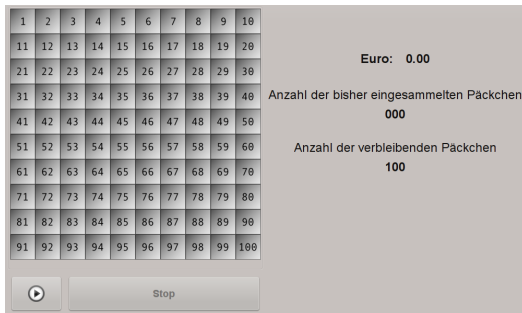 1 2 3 4 5 6 7 8 9 10
11 12 13 14 15 16 17 18 19 20
21 22 23 24 25 26 27 28 29 30
31 32 33 34 35 36 37 38 39 40
41 42 43 44 45 46 47 48 49 50
51 52 53 54 55 56 57 58 59 60
61 62 63 64 65 66 67 68 69 70
71 72 73 74 75 76 77 78 79 80
81 82 83 84 85 86 87 88 89 90
91 92 93 94 95 96 97 98 99 100
Stop
Euro: 0.00
Anzahl der bisher eingesammelten Päckchen
000
Anzahl der verbleibenden Päckchen
100